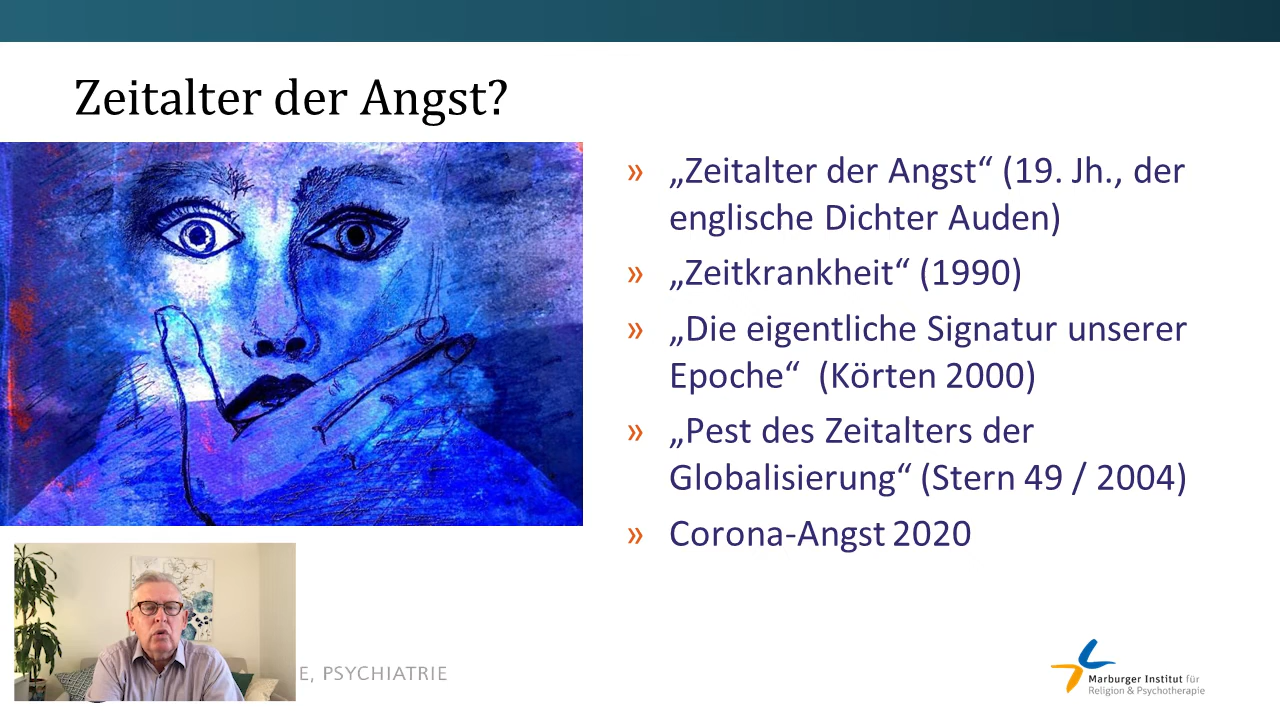 Zeitalter der Angst?
» „Zeitalter der Angst“ (19. Jh., der
englische Dichter Auden)
» „Zeitkrankheit“ (1990)
» „Die eigentliche Signatur unserer
Epoche“ (Körten 2000)
» „Pest des Zeitalters der
Globalisierung“ (Stern 49 / 2004)
» Corona-Angst 2020
E, PSYCHIATRIE
Marburger Institut für
Religion & Psychotherapie